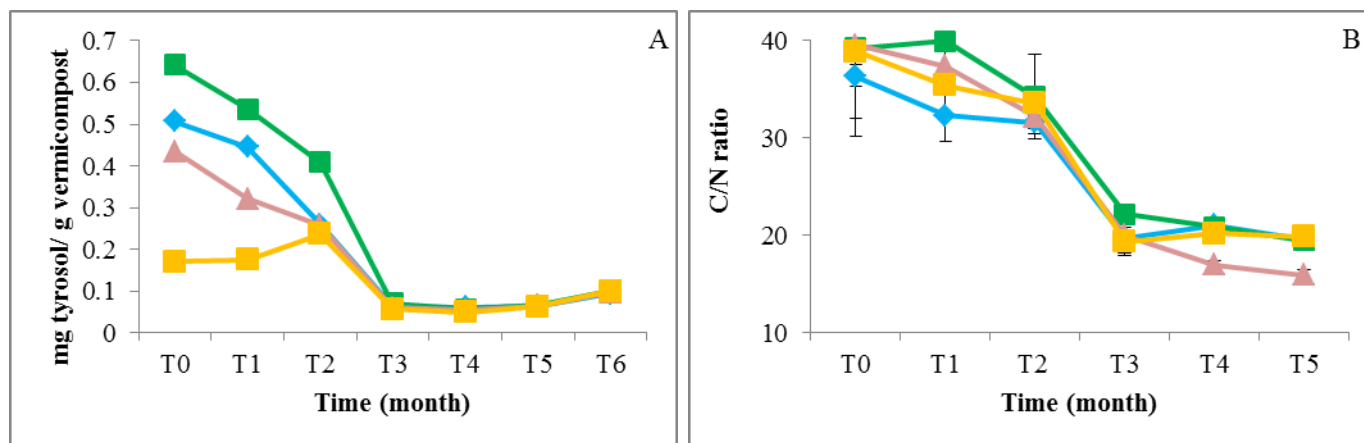 A
mg tyrosol/ g vermicompost
0.7
0.6
0.5
0.4
0.3
0.2
0.1
0
T0 T1 T2 T3 T4 T5 T6
Time (month)
B
C/N ratio
40
30
20
10
T0 T1 T2 T3 T4 T5
Time (month)